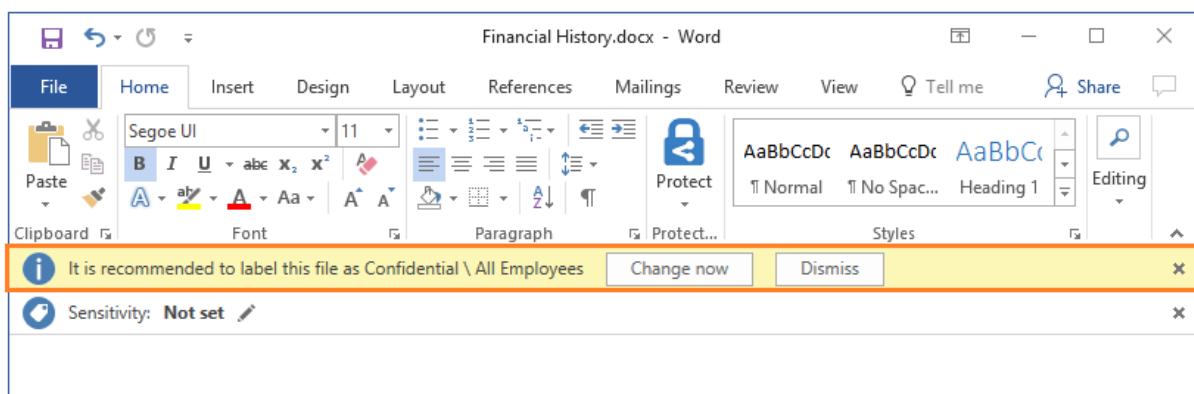 Financial History.docx - Word
File Home Insert Design Layout References Mailings Review View Tell me Share
Segoe UI 11
B I U abc X₂ X² 
A aby A Aa A A
Paste
AaBbCcDc AaBbCcDc AaBbC
Protect
¶ Normal ¶ No Spac... Heading 1
Editing
Clipboard Font Paragraph Protect... Styles
It is recommended to label this file as Confidential \ All Employees Change now Dismiss
Sensitivity: Not set